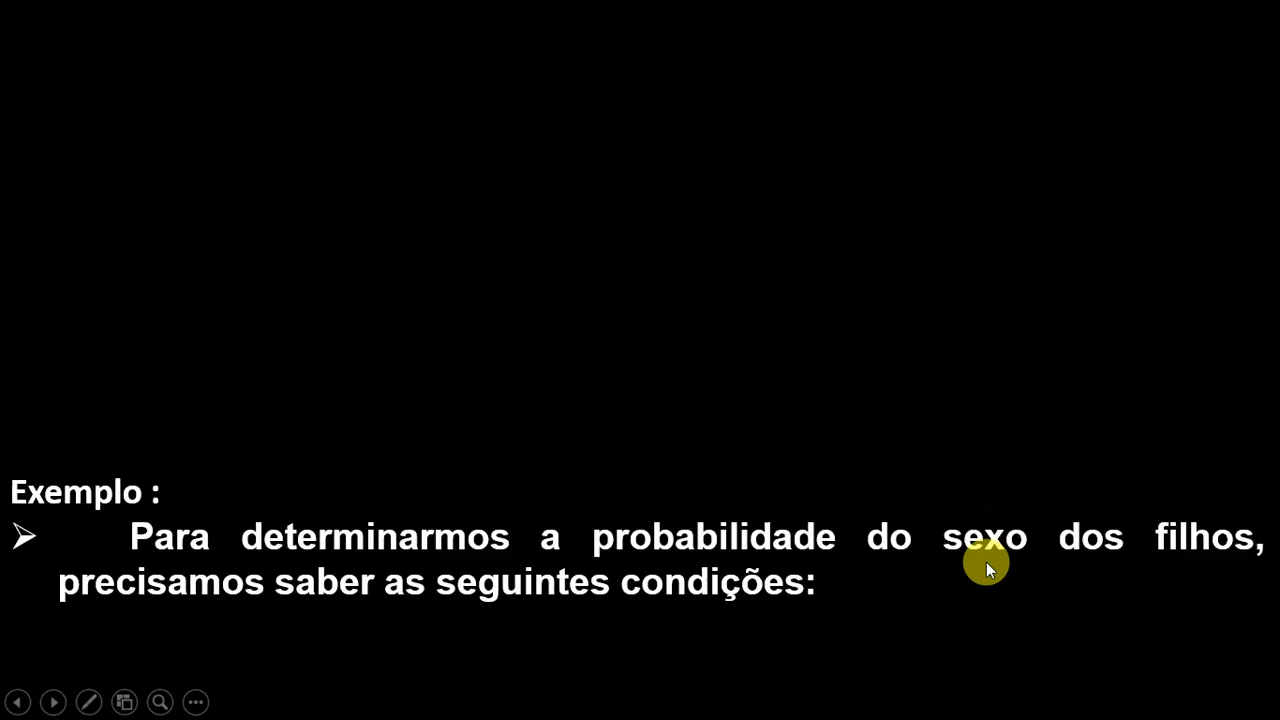 Exemplo :
➢ Para determinarmos a probabilidade do sexo dos filhos,
precisamos saber as seguintes condições: